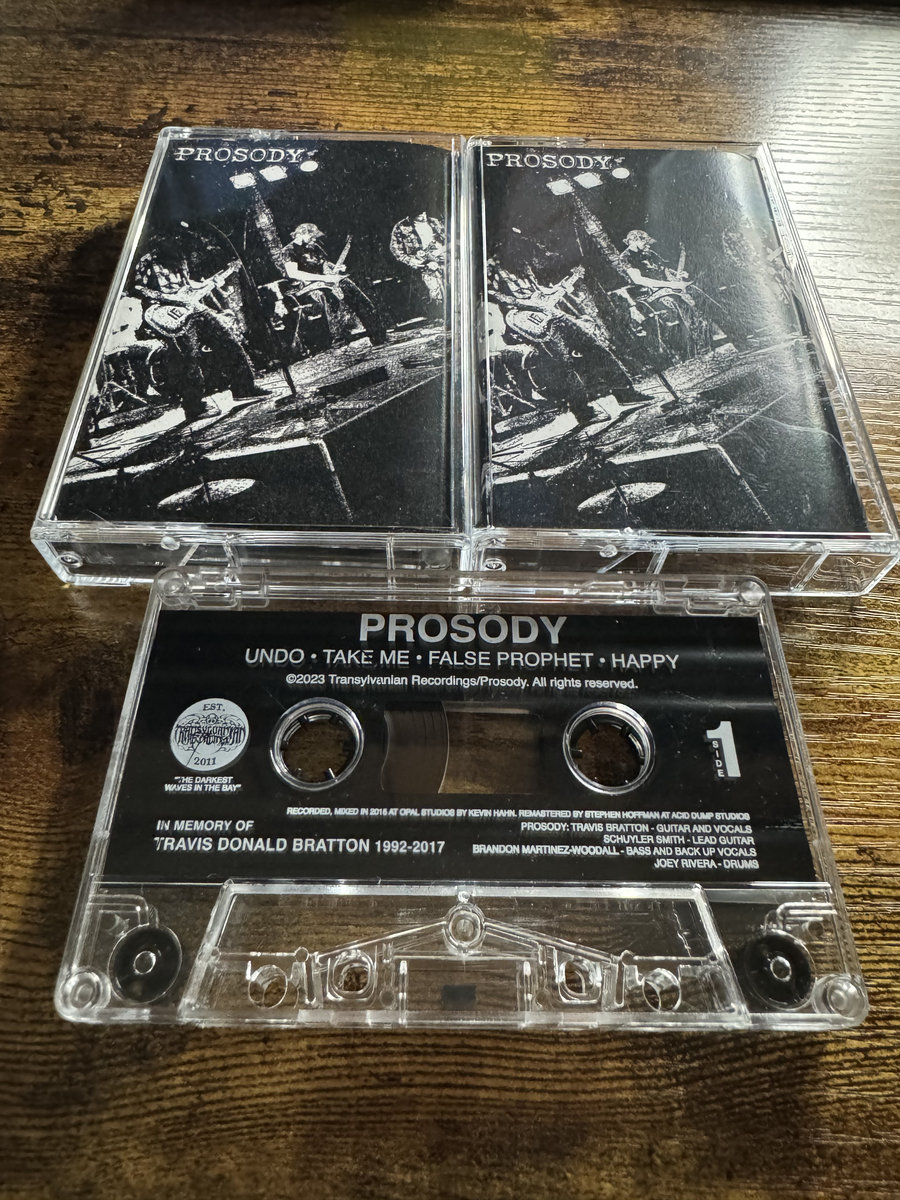 PROSODY
PROSODY
PROSODY
UNDO • TAKE ME • FALSE PROPHET • HAPPY
©2023 Transylvanian Recordings/Prosody. All rights reserved.
EST.
TRANSYLVANIAN
RECORDINGS
2011
"THE DARKEST
WAVES IN THE BAY"
SIDE
1
RECORDED, MIXED IN 2016 AT OPAL STUDIOS BY KEVIN HAHN. REMASTERED BY STEPHEN HOFFMAN AT ACID DUMP STUDIOS
IN MEMORY OF
TRAVIS DONALD BRATTON 1992-2017
PROSODY: TRAVIS BRATTON - GUITAR AND VOCALS
SCHUYLER SMITH - LEAD GUITAR
BRANDON MARTINEZ-WOODALL - BASS AND BACK UP VOCALS
JOEY RIVERA - DRUMS